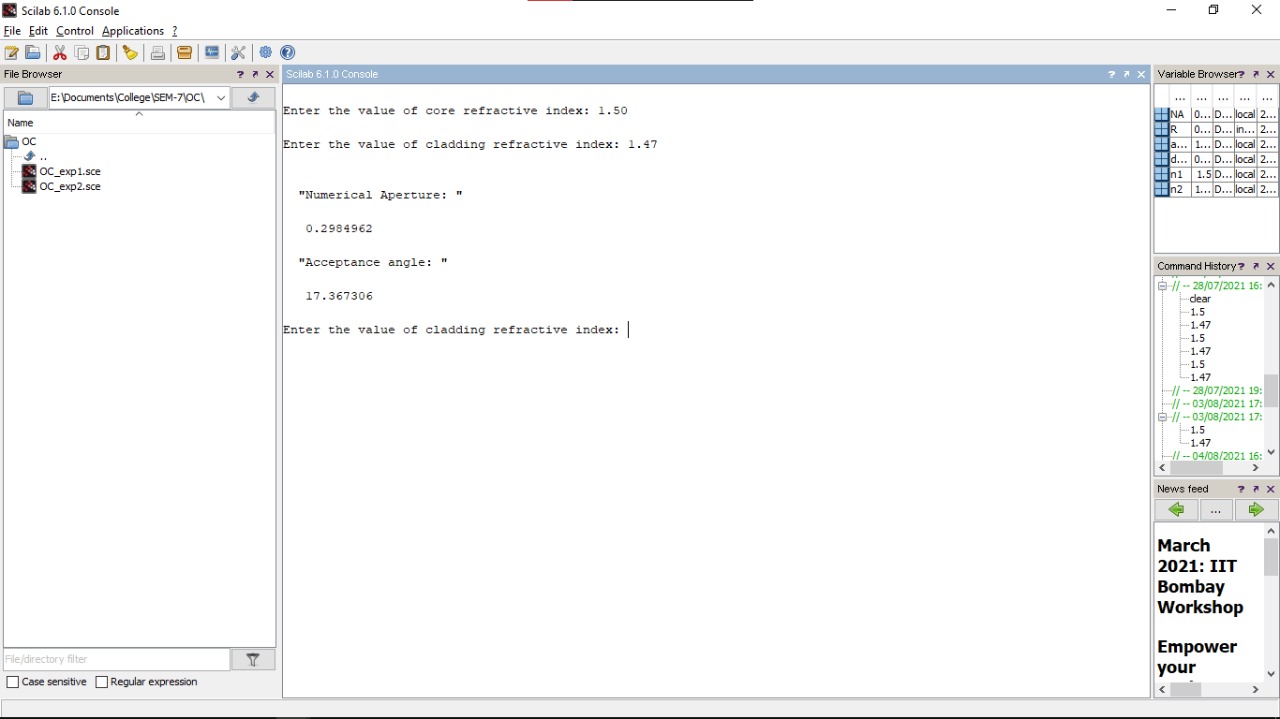 Scilab 6.1.0 Console
File Edit Control Applications ?
File Browser ? ↗ X
E:\Documents\College\SEM-7\OC\
Name
OC
..
OC_exp1.sce
OC_exp2.sce
File/directory filter
Case sensitive Regular expression
Scilab 6.1.0 Console ? ↗ X
Enter the value of core refractive index: 1.50
Enter the value of cladding refractive index: 1.47
"Numerical Aperture: "
0.2984962
"Acceptance angle: "
17.367306
Enter the value of cladding refractive index:
Variable Browser ? ↗ X
... ... ... ... ...
NA 0... D... local 2...
R 0... D... in... 2...
a... 1... D... local 2...
d... 0... D... local 2...
n1 1.5 D... local 2...
n2 1... D... local 2...
Command History ? ↗ X
// -- 28/07/2021 16:
clear
1.5
1.47
1.5
1.47
1.5
1.47
// -- 28/07/2021 19:
// -- 03/08/2021 17:
// -- 03/08/2021 17:
1.5
1.47
// -- 04/08/2021 16:
News feed ? ↗ X
...
March
2021: IIT
Bombay
Workshop
Empower
your